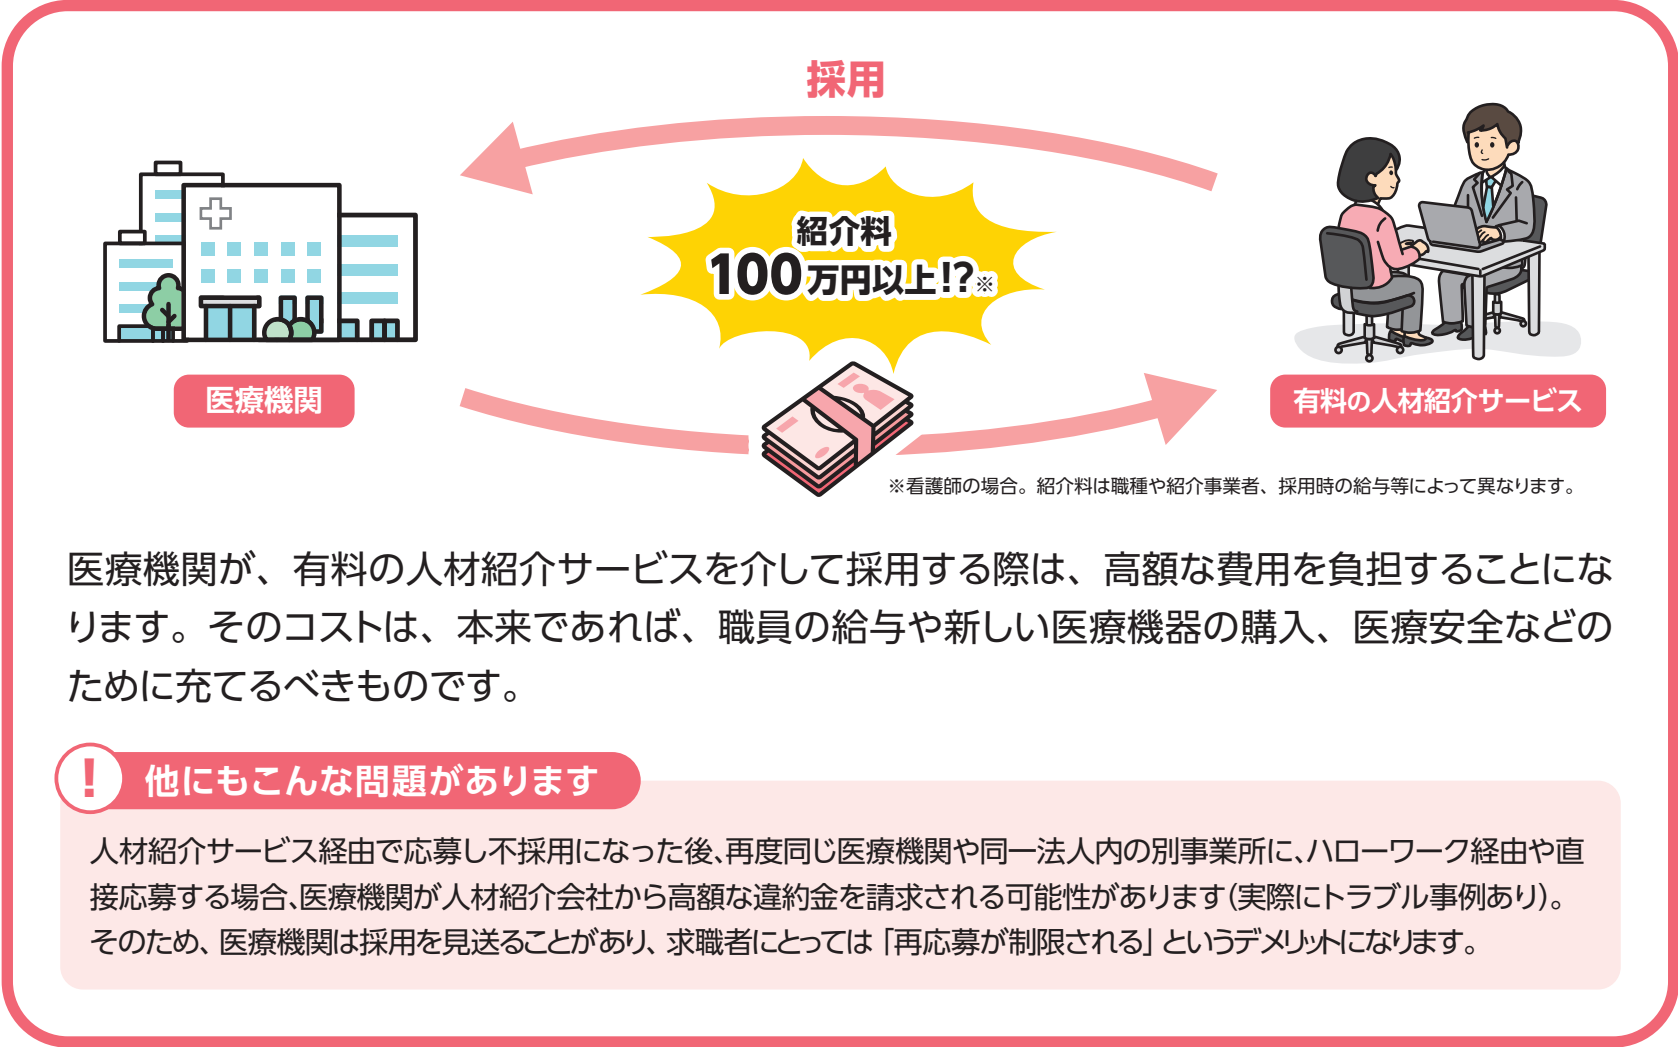 採用
紹介料
100万円以上!?※
医療機関
有料の人材紹介サービス
※看護師の場合。紹介料は職種や紹介事業者、採用時の給与等によって異なります。
医療機関が、有料の人材紹介サービスを介して採用する際は、高額な費用を負担することにな
ります。そのコストは、本来であれば、職員の給与や新しい医療機器の購入、医療安全などの
ために充てるべきものです。
! 他にもこんな問題があります
人材紹介サービス経由で応募し不採用になった後、再度同じ医療機関や同一法人内の別事業所に、ハローワーク経由や直
接応募する場合、医療機関が人材紹介会社から高額な違約金を請求される可能性があります(実際にトラブル事例あり)。
そのため、医療機関は採用を見送ることがあり、求職者にとっては「再応募が制限される」というデメリットになります。